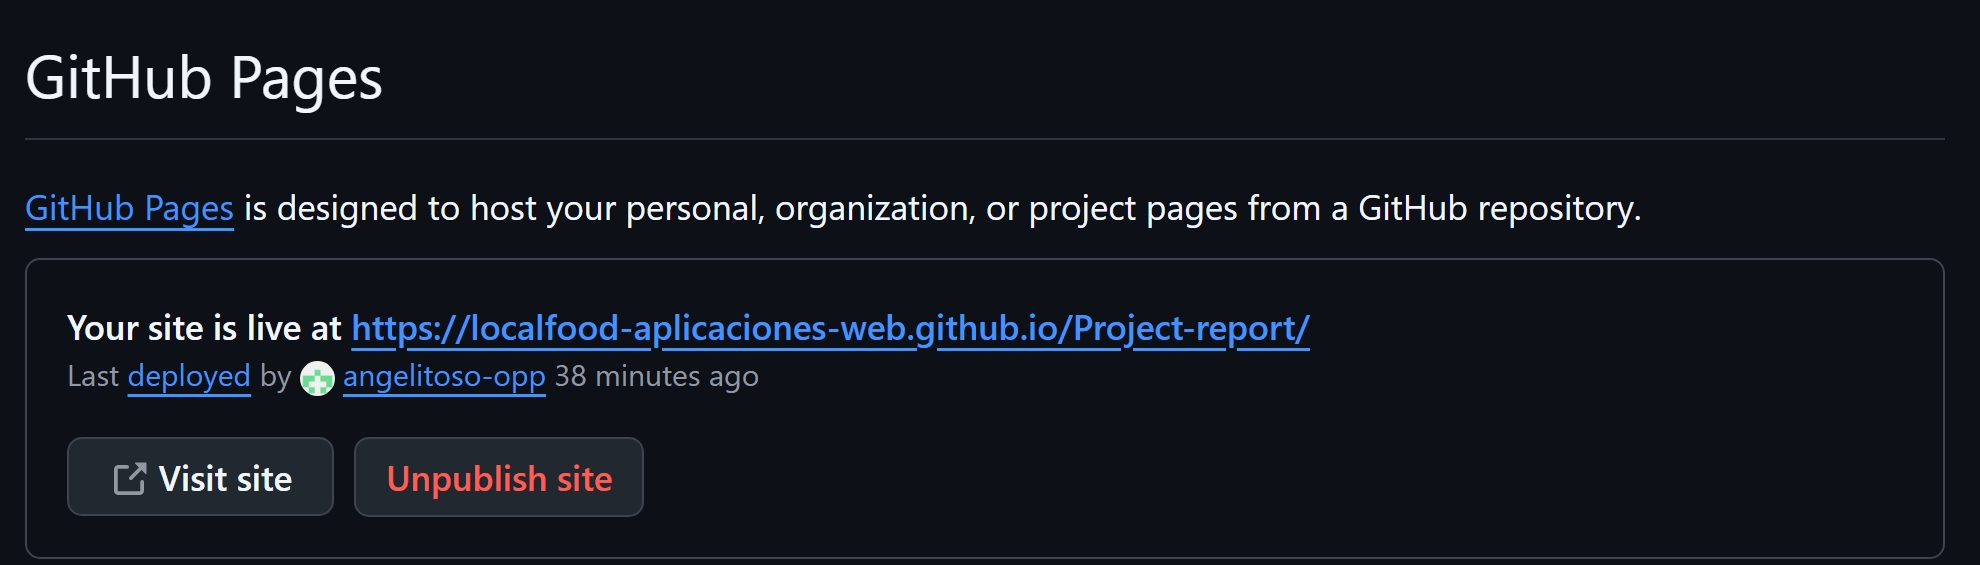 GitHub Pages
GitHub Pages is designed to host your personal, organization, or project pages from a GitHub repository.
Your site is live at https://localfood-aplicaciones-web.github.io/Project-report/
Last deployed by angelitoso-opp 38 minutes ago
Visit site
Unpublish site